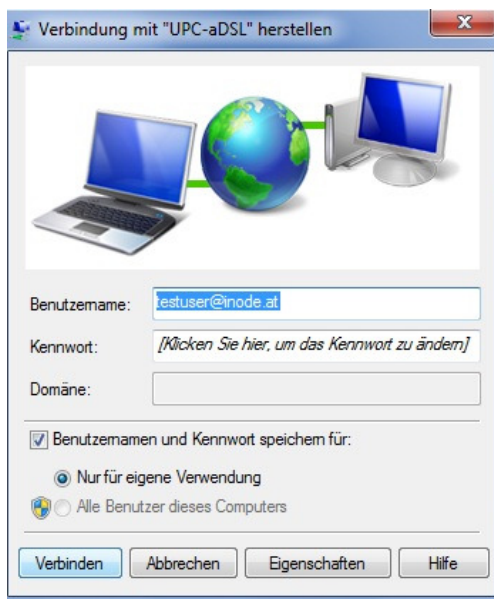 Verbindung mit "UPC-aDSL" herstellen
Benutzername: testuser@inode.at
Kennwort: [Klicken Sie hier, um das Kennwort zu ändern]
Domäne:
Benutzernamen und Kennwort speichern für:
Nur für eigene Verwendung
Alle Benutzer dieses Computers
Verbinden Abbrechen Eigenschaften Hilfe